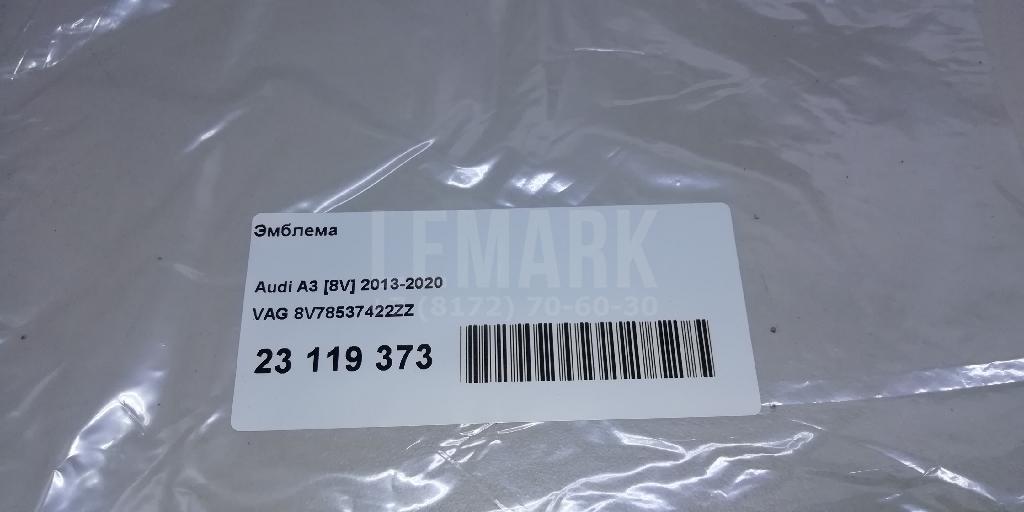 Эмблема
LEMARK
Audi A3 [8V] 2013-2020
(8172) 70-60-30
VAG 8V78537422ZZ
23 119 373